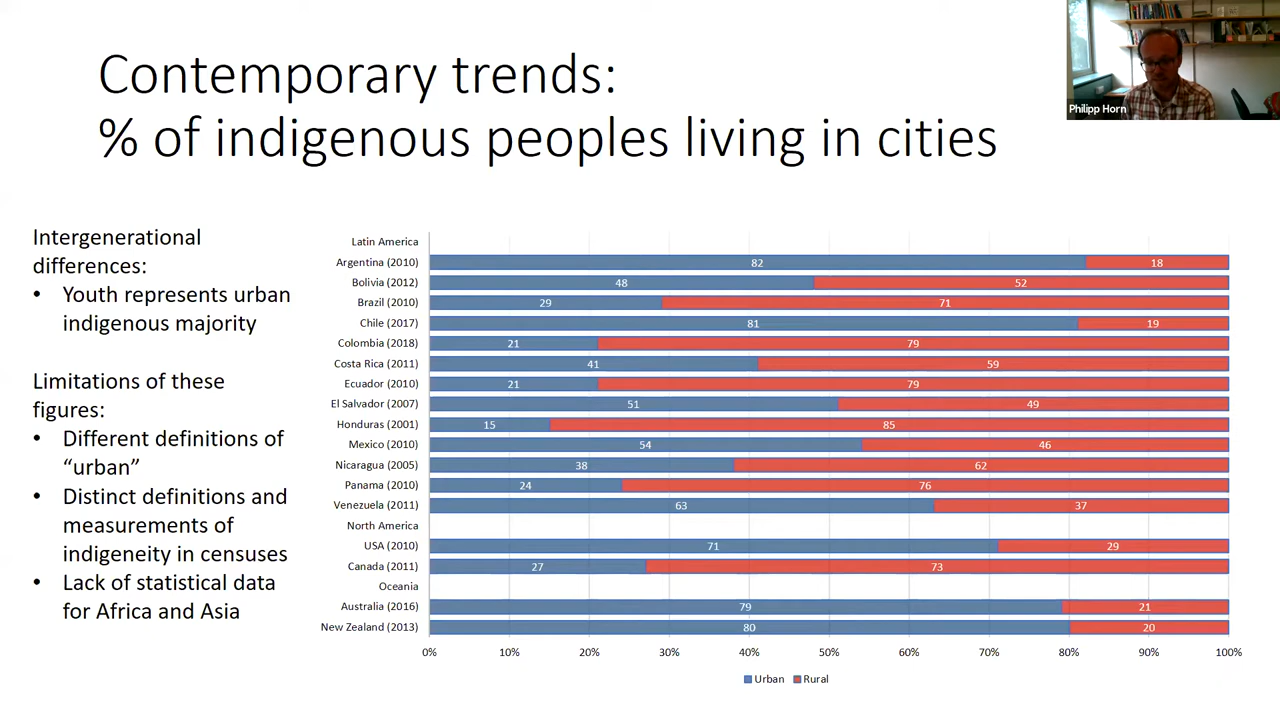 Contemporary trends:
% of indigenous peoples living in cities
Philipp Horn
Intergenerational
differences:
• Youth represents urban
indigenous majority
Limitations of these
figures:
• Different definitions of
“urban”
• Distinct definitions and
measurements of
indigeneity in censuses
• Lack of statistical data
for Africa and Asia
Latin America
Argentina (2010) 82 18
Bolivia (2012) 48 52
Brazil (2010) 29 71
Chile (2017) 81 19
Colombia (2018) 21 79
Costa Rica (2011) 41 59
Ecuador (2010) 21 79
El Salvador (2007) 51 49
Honduras (2001) 15 85
Mexico (2010) 54 46
Nicaragua (2005) 38 62
Panama (2010) 24 76
Venezuela (2011) 63 37
North America
USA (2010) 71 29
Canada (2011) 27 73
Oceania
Australia (2016) 79 21
New Zealand (2013) 80 20
0% 10% 20% 30% 40% 50% 60% 70% 80% 90% 100%
Urban Rural